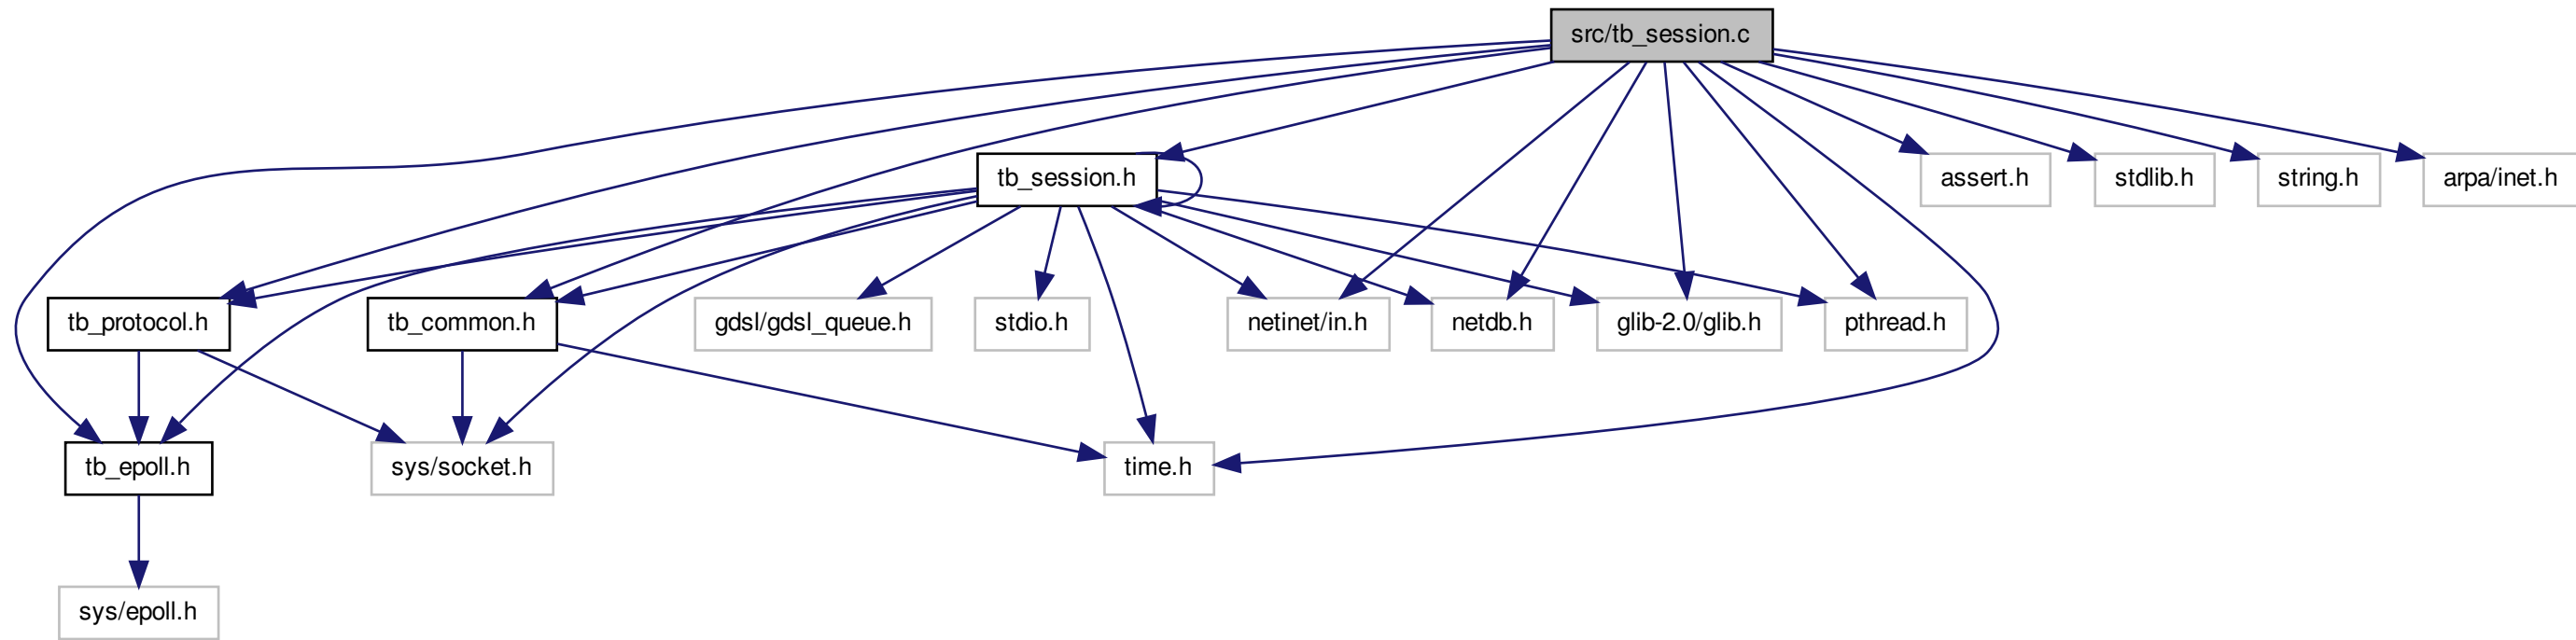 src/tb_session.c
tb_session.h
assert.h
stdlib.h
string.h
arpa/inet.h
tb_protocol.h
tb_common.h
gdsl/gdsl_queue.h
stdio.h
netinet/in.h
netdb.h
glib-2.0/glib.h
pthread.h
tb_epoll.h
sys/socket.h
time.h
sys/epoll.h